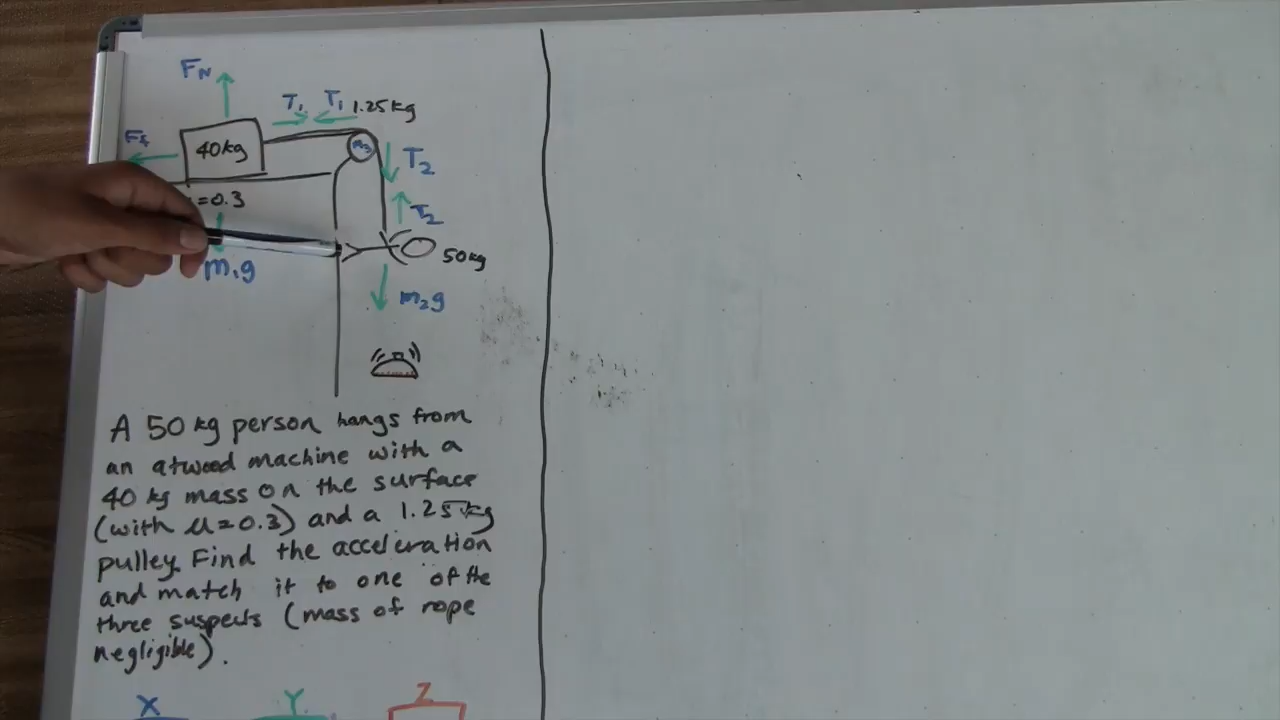 FN
T₁ T₁ 1.25kg
40kg
m₃
T₂
=0.3
T₂
50kg
m₁g
m₂g
A 50 kg person hangs from
an atwood machine with a
40 kg mass on the surface
(with μ=0.3) and a 1.25 kg
pulley. Find the acceleration
and match it to one of the
three suspects (mass of rope
negligible).
X Y Z